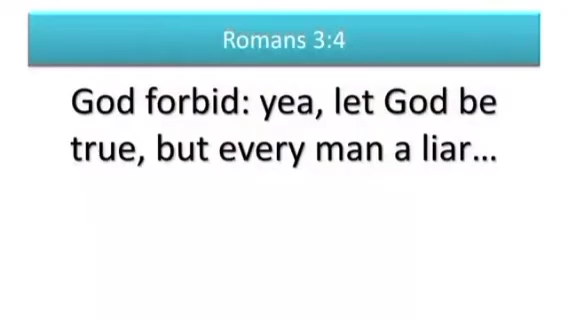 Romans 3:4
God forbid: yea, let God be
true, but every man a liar...